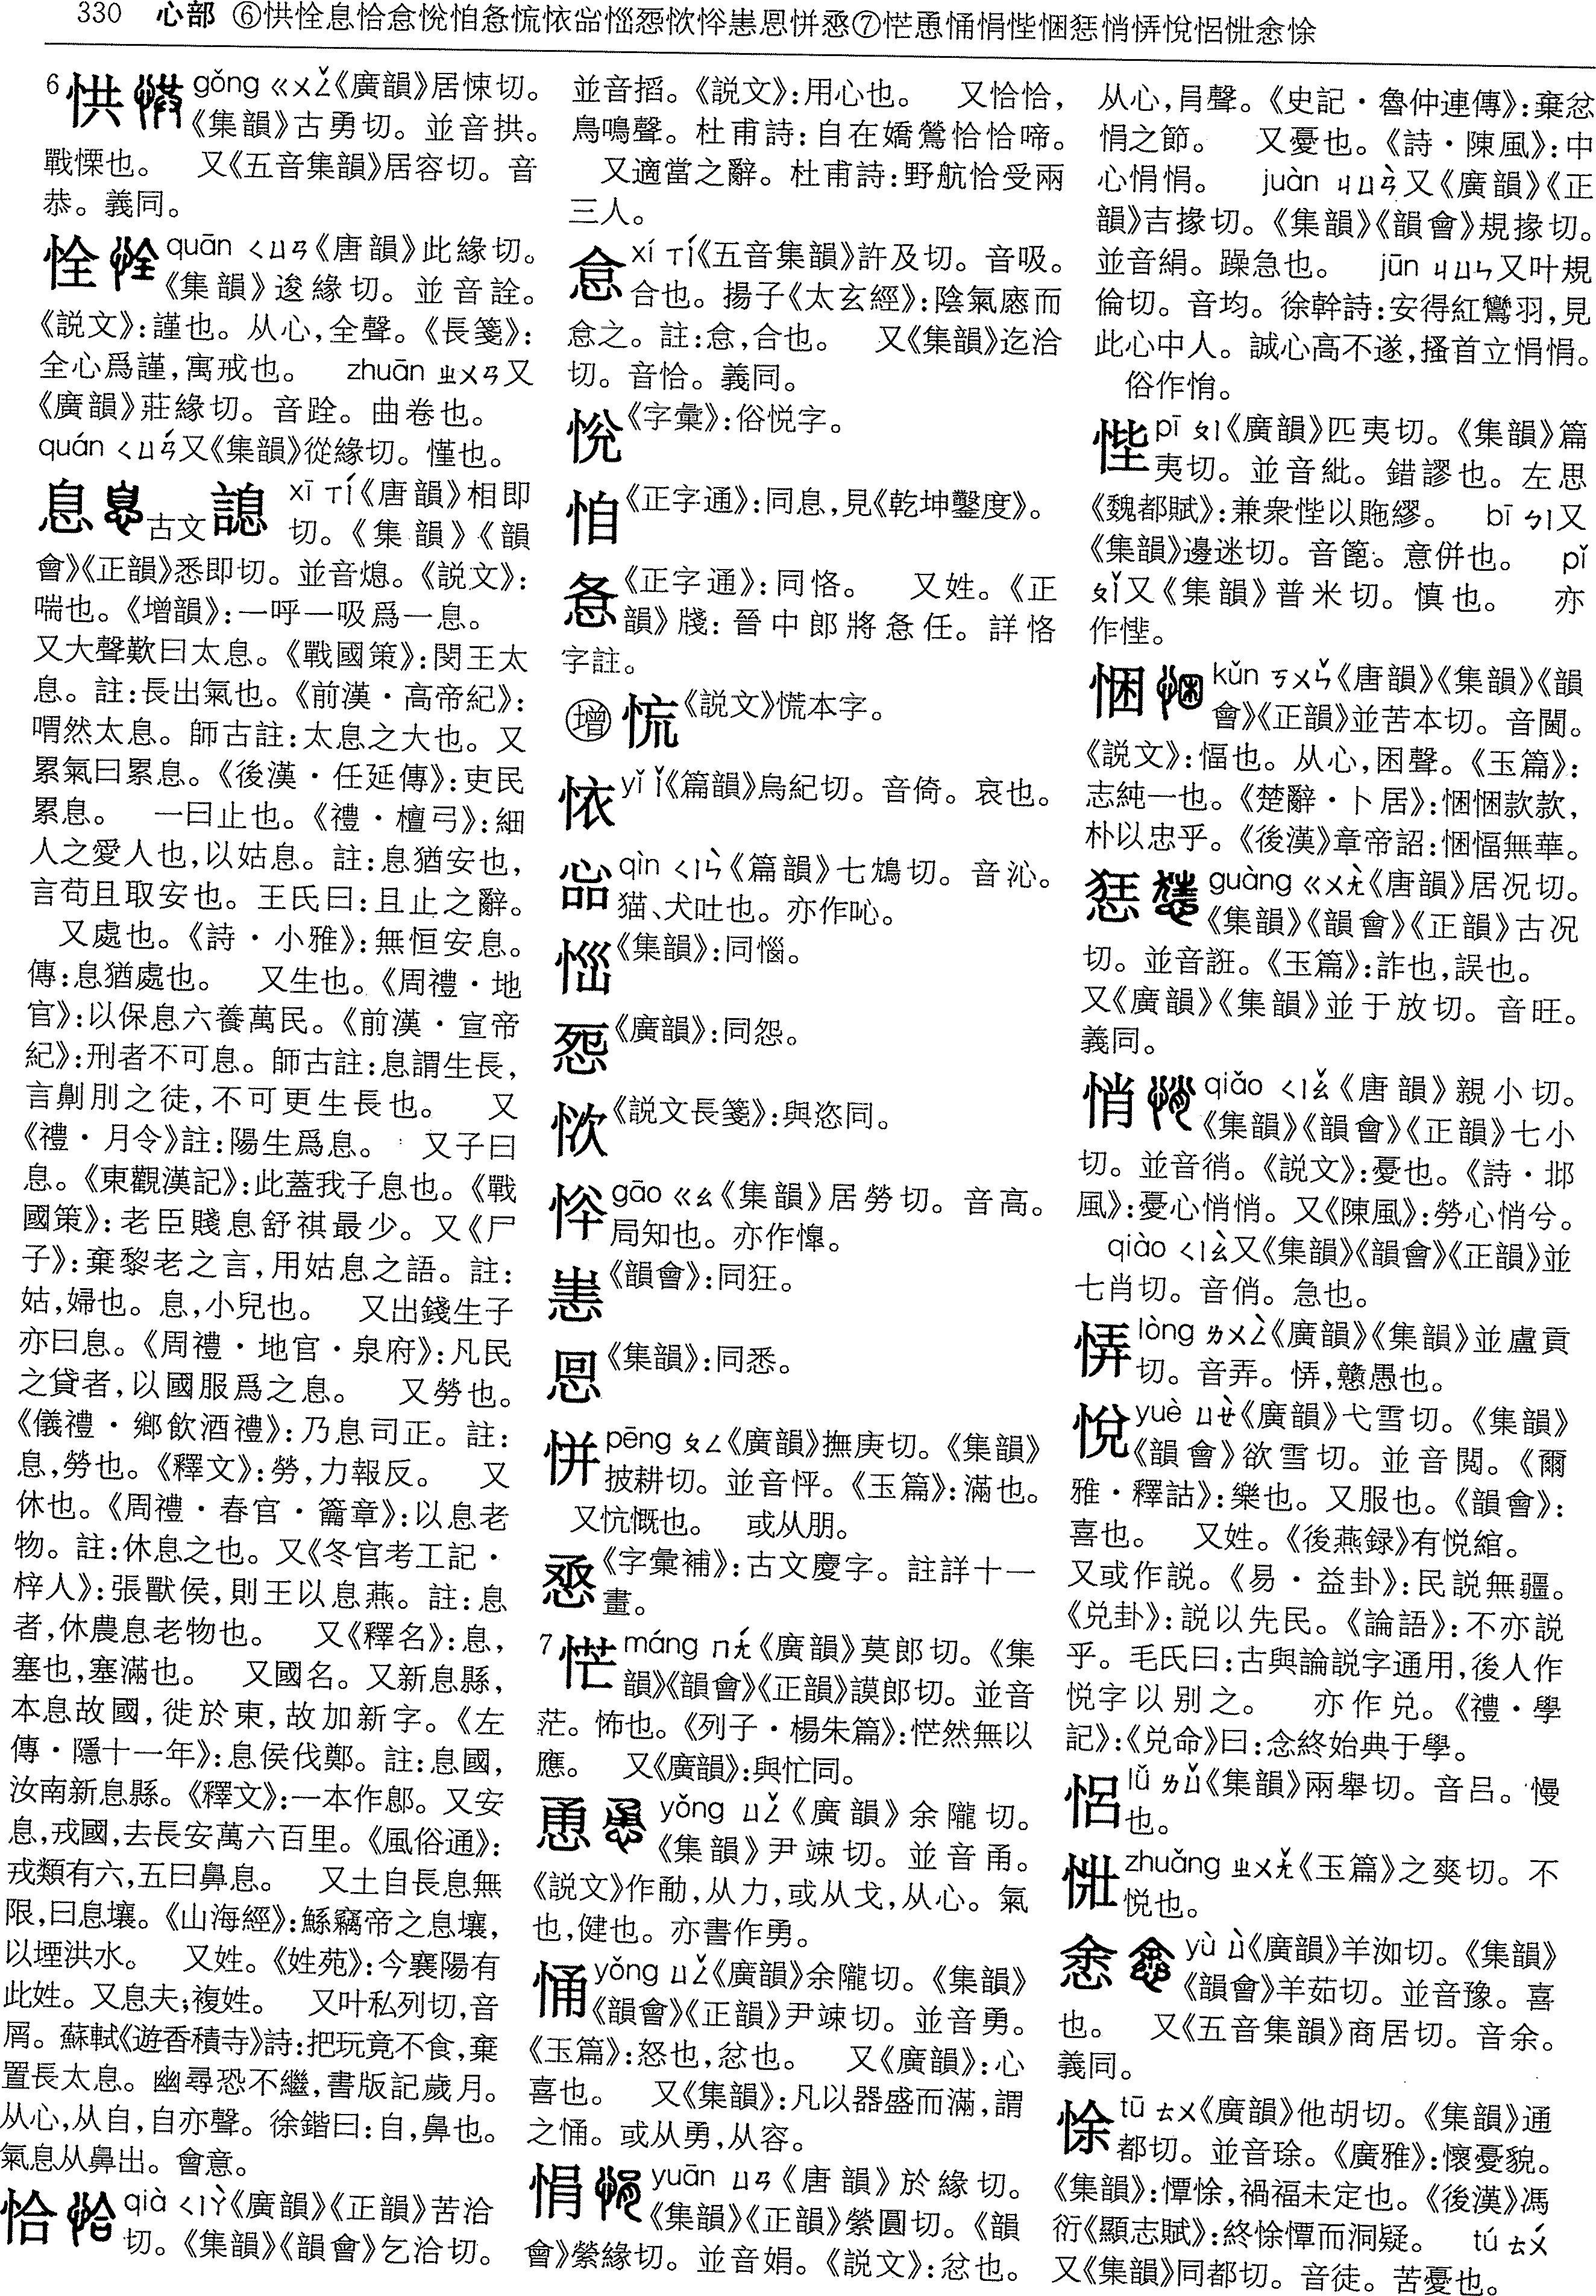 330 心部 ⑥恭恮息恰恴悦怕㤩㤺㤅㤈惱怨㤞㤒恚恩恲恿⑦恾恿悀悁悂悃惩悄㤶悦侣㤮悆悇
6 㤨 gǒng ㄍㄨㄥˇ《廣韻》居悚切。
《集韻》古勇切。並音拱。
戰慄也。 又《五音集韻》居容切。音
恭。義同。
恮 quān ㄑㄩㄢ《唐韻》此緣切。
《集韻》逡緣切。並音詮。
《説文》:謹也。从心,全聲。《長箋》:
全心爲謹,寓戒也。 zhuān ㄓㄨㄢ又
《廣韻》莊緣切。音跧。曲卷也。
quán ㄑㄩㄢˊ又《集韻》從緣切。慬也。
息 古文 䭒 xī ㄒㄧˊ《唐韻》相即
切。《集韻》《韻
會》《正韻》悉即切。並音熄。《説文》:
喘也。《增韻》:一呼一吸爲一息。
又大聲歎曰太息。《戰國策》:閔王太
息。註:長出氣也。《前漢·高帝紀》:
喟然太息。師古註:太息之大也。又
累氣曰累息。《後漢·任延傳》:吏民
累息。 一曰止也。《禮·檀弓》:細
人之愛人也,以姑息。註:息猶安也,
言苟且取安也。王氏曰:且止之辭。
又處也。《詩·小雅》:無恒安息。
傳:息猶處也。 又生也。《周禮·地
官》:以保息六養萬民。《前漢·宣帝
紀》:刑者不可息。師古註:息謂生長,
言劓刖之徒,不可更生長也。 又
《禮·月令》註:陽生爲息。 又子曰
息。《東觀漢記》:此蓋我子息也。《戰
國策》:老臣賤息舒祺最少。又《尸
子》:棄黎老之言,用姑息之語。註:
姑,婦也。息,小兒也。 又出錢生子
亦曰息。《周禮·地官·泉府》:凡民
之貸者,以國服爲之息。 又勞也。
《儀禮·鄉飲酒禮》:乃息司正。註:
息,勞也。《釋文》:勞,力報反。 又
休也。《周禮·春官·籥章》:以息老
物。註:休息之也。又《冬官考工記·
梓人》:張獸侯,則王以息燕。註:息
者,休農息老物也。 又《釋名》:息,
塞也,塞滿也。 又國名。又新息縣,
本息故國,徙於東,故加新字。《左
傳·隱十一年》:息侯伐鄭。註:息國,
汝南新息縣。《釋文》:一本作鄎。又安
息,戎國,去長安萬六百里。《風俗通》:
戎類有六,五曰鼻息。 又土自長息無
限,曰息壤。《山海經》:鯀竊帝之息壤,
以堙洪水。 又姓。《姓苑》:今襄陽有
此姓。又息夫;複姓。 又叶私列切,音
屑。蘇軾《遊香積寺》詩:把玩竟不食,棄
置長太息。幽尋恐不繼,書版記歲月。
从心,从自,自亦聲。徐鍇曰:自,鼻也。
氣息从鼻出。會意。
恰 qià ㄑㄧㄚˋ《廣韻》《正韻》苦洽
切。《集韻》《韻會》乞洽切。
並音掐。《説文》:用心也。 又恰恰,
鳥鳴聲。杜甫詩:自在嬌鶯恰恰啼。
又適當之辭。杜甫詩:野航恰受兩
三人。
恴 xí ㄒㄧˊ《五音集韻》許及切。音吸。
合也。揚子《太玄經》:陰氣應而
恴之。註:恴,合也。 又《集韻》迄洽
切。音恰。義同。
《字彙》:俗悦字。
《正字通》:同息,見《乾坤鑿度》。
《正字通》:同恪。 又姓。《正
韻》牋:晉中郎將㤩任。詳恪
字註。
增 㤺《説文》慌本字。
㤅 yǐ ㄧˇ《篇韻》烏紀切。音倚。哀也。
qìn ㄑㄧㄣˋ《篇韻》七鴆切。音沁。
猫、犬吐也。亦作吣。
《集韻》:同惱。
《廣韻》:同怨。
《説文長箋》:與恣同。
gāo ㄍㄠ《集韻》居勞切。音高。
局知也。亦作㦗。
《韻會》:同狂。
《集韻》:同悉。
恲 pēng ㄆㄥ《廣韻》撫庚切。《集韻》
披耕切。並音怦。《玉篇》:滿也。
又忼慨也。 或从朋。
《字彙補》:古文慶字。註詳十一
畫。
7 恾 máng ㄇㄤˊ《廣韻》莫郎切。《集
韻》《韻會》《正韻》謨郎切。並音
茫。怖也。《列子·楊朱篇》:恾然無以
應。 又《廣韻》:與忙同。
恿 yǒng ㄩㄥˇ《廣韻》余隴切。
《集韻》尹竦切。並音甬。
《説文》作勈,从力,或从戈,从心。氣
也,健也。亦書作勇。
悀 yǒng ㄩㄥˇ《廣韻》余隴切。《集韻》
《韻會》《正韻》尹竦切。並音勇。
《玉篇》:怒也,忿也。 又《廣韻》:心
喜也。 又《集韻》:凡以器盛而滿,謂
之悀。或从勇,从容。
悁 yuān ㄩㄢ《唐韻》於緣切。
《集韻》《正韻》縈圓切。《韻
會》縈緣切。並音娟。《説文》:忿也。
从心,肙聲。《史記·魯仲連傳》:棄忿
悁之節。 又憂也。《詩·陳風》:中
心悁悁。 juàn ㄐㄩㄢˋ又《廣韻》《正
韻》吉掾切。《集韻》《韻會》規掾切。
並音絹。躁急也。 jūn ㄐㄩㄣ又叶規
倫切。音均。徐幹詩:安得紅鸞羽,見
此心中人。誠心高不遂,搔首立悁悁。
俗作㤙。
悂 pī ㄆㄧ《廣韻》匹夷切。《集韻》篇
夷切。並音紕。錯謬也。左思
《魏都賦》:兼衆悂以貤繆。 bī ㄅㄧ又
《集韻》邊迷切。音篦。意併也。 pǐ
ㄆㄧˇ又《集韻》普米切。慎也。 亦
作㥓。
悃 kǔn ㄎㄨㄣˇ《唐韻》《集韻》《韻
會》《正韻》並苦本切。音閫。
《説文》:愊也。从心,困聲。《玉篇》:
志純一也。《楚辭·卜居》:悃悃款款,
朴以忠乎。《後漢》章帝詔:悃愊無華。
㤮 guàng ㄍㄨㄤˋ《唐韻》居况切。
《集韻》《韻會》《正韻》古况
切。並音誑。《玉篇》:詐也,誤也。
又《廣韻》《集韻》並于放切。音旺。
義同。
悄 qiǎo ㄑㄧㄠˇ《唐韻》親小切。
《集韻》《韻會》《正韻》七小
切。並音悄。《説文》:憂也。《詩·邶
風》:憂心悄悄。又《陳風》:勞心悄兮。
qiào ㄑㄧㄠˋ又《集韻》《韻會》《正韻》並
七肖切。音俏。急也。
悜 lòng ㄌㄨㄥˋ《廣韻》《集韻》並盧貢
切。音弄。㤽,戇愚也。
悦 yuè ㄩㄝˋ《廣韻》弋雪切。《集韻》
《韻會》欲雪切。並音閲。《爾
雅·釋詁》:樂也。又服也。《韻會》:
喜也。 又姓。《後燕録》有悦綰。
又或作説。《易·益卦》:民説無疆。
《兑卦》:説以先民。《論語》:不亦説
乎。毛氏曰:古與論説字通用,後人作
悦字以别之。 亦作兑。《禮·學
記》:《兑命》曰:念終始典于學。
㤢 lǚ ㄌㄩˇ《集韻》兩舉切。音吕。慢
也。
zhuǎng ㄓㄨㄤˇ《玉篇》之爽切。不
悦也。
悆 yù ㄩˋ《廣韻》羊洳切。《集韻》
《韻會》羊茹切。並音豫。喜
也。 又《五音集韻》商居切。音余。
義同。
悇 tū ㄊㄨ《廣韻》他胡切。《集韻》通
都切。並音瑹。《廣雅》:懷憂貌。
《集韻》:憛悇,禍福未定也。《後漢》馮
衍《顯志賦》:終悇憛而洞疑。 tú ㄊㄨˊ
又《集韻》同都切。音徒。苦憂也。